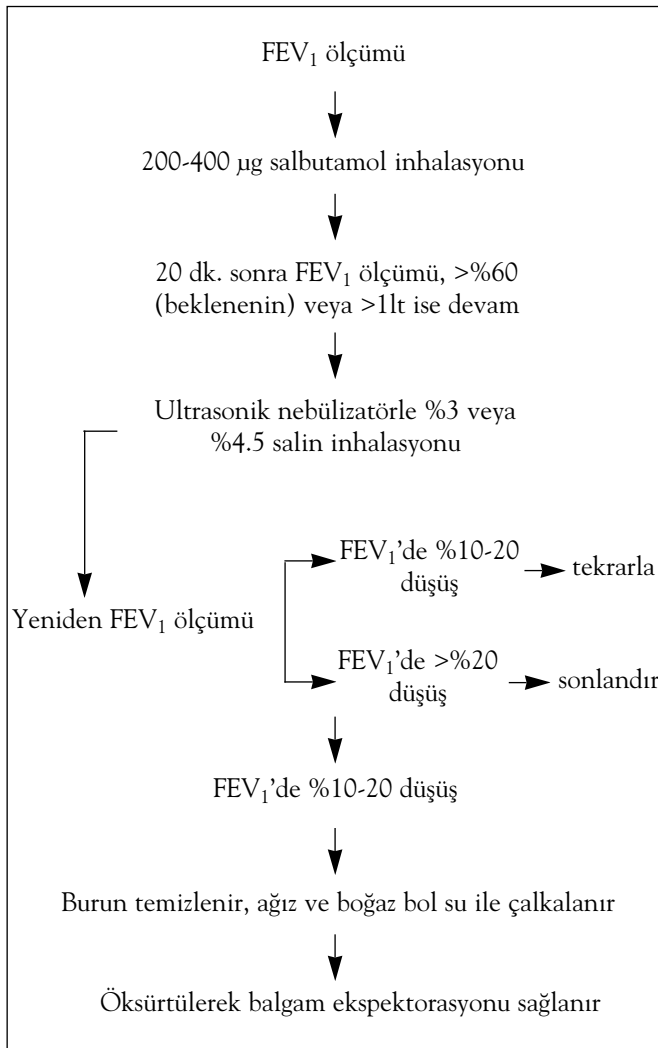 FEV₁ ölçümü
200-400 µg salbutamol inhalasyonu
20 dk. sonra FEV₁ ölçümü, >%60
(beklenenin) veya >1lt ise devam
Ultrasonik nebülizatörle %3 veya
%4.5 salin inhalasyonu
Yeniden FEV₁ ölçümü
FEV₁’de %10-20
düşüş
tekrarla
FEV₁’de >%20
düşüş
sonlandır
FEV₁’de %10-20 düşüş
Burun temizlenir, ağız ve boğaz bol su ile çalkalanır
Öksürtülerek balgam ekspektorasyonu sağlanır